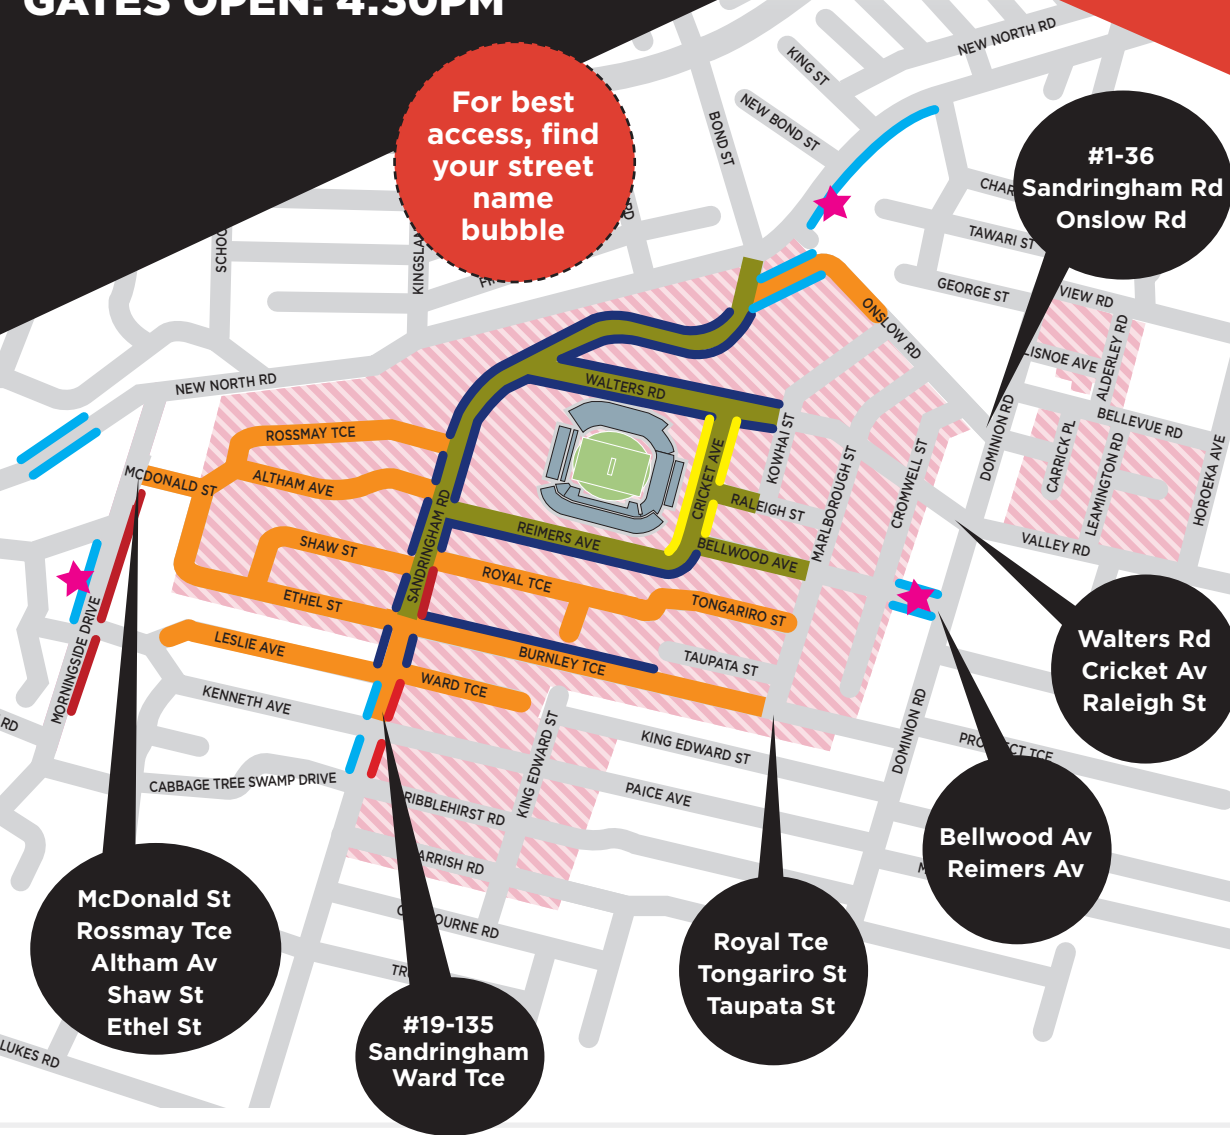 GATES OPEN: 4.30PM
For best
access, find
your street
name
bubble
NEW NORTH RD
KING ST
NEW BOND ST
BOND ST
#1-36
Sandringham Rd
Onslow Rd
TAWARI ST
GEORGE ST
VIEW RD
ONSLOW RD
ALDERLEY RD
BELLEVUE RD
CARRICK PL
LEAMINGTON RD
HOROEKA AVE
DOMINION RD
VALLEY RD
NEW NORTH RD
WALTERS RD
KOWHAI ST
CRICKET AVE
RALEIGH ST
MARLBOROUGH ST
CROMWELL ST
ROSSMAY TCE
MCDONALD ST
ALTHAM AVE
SANDRINGHAM RD
REIMERS AVE
BELLWOOD AVE
SHAW ST
ROYAL TCE
TONGARIRO ST
ETHEL ST
BURNLEY TCE
TAUPATA ST
LESLIE AVE
WARD TCE
MORNINGSIDE DRIVE
KENNETH AVE
KING EDWARD ST
KING EDWARD ST
DOMINION RD
RD
CABBAGE TREE SWAMP DRIVE
PAICE AVE
RIBBLEHIRST RD
Walters Rd
Cricket Av
Raleigh St
Bellwood Av
Reimers Av
McDonald St
Rossmay Tce
Altham Av
Shaw St
Ethel St
#19-135
Sandringham
Ward Tce
Royal Tce
Tongariro St
Taupata St
LUKES RD